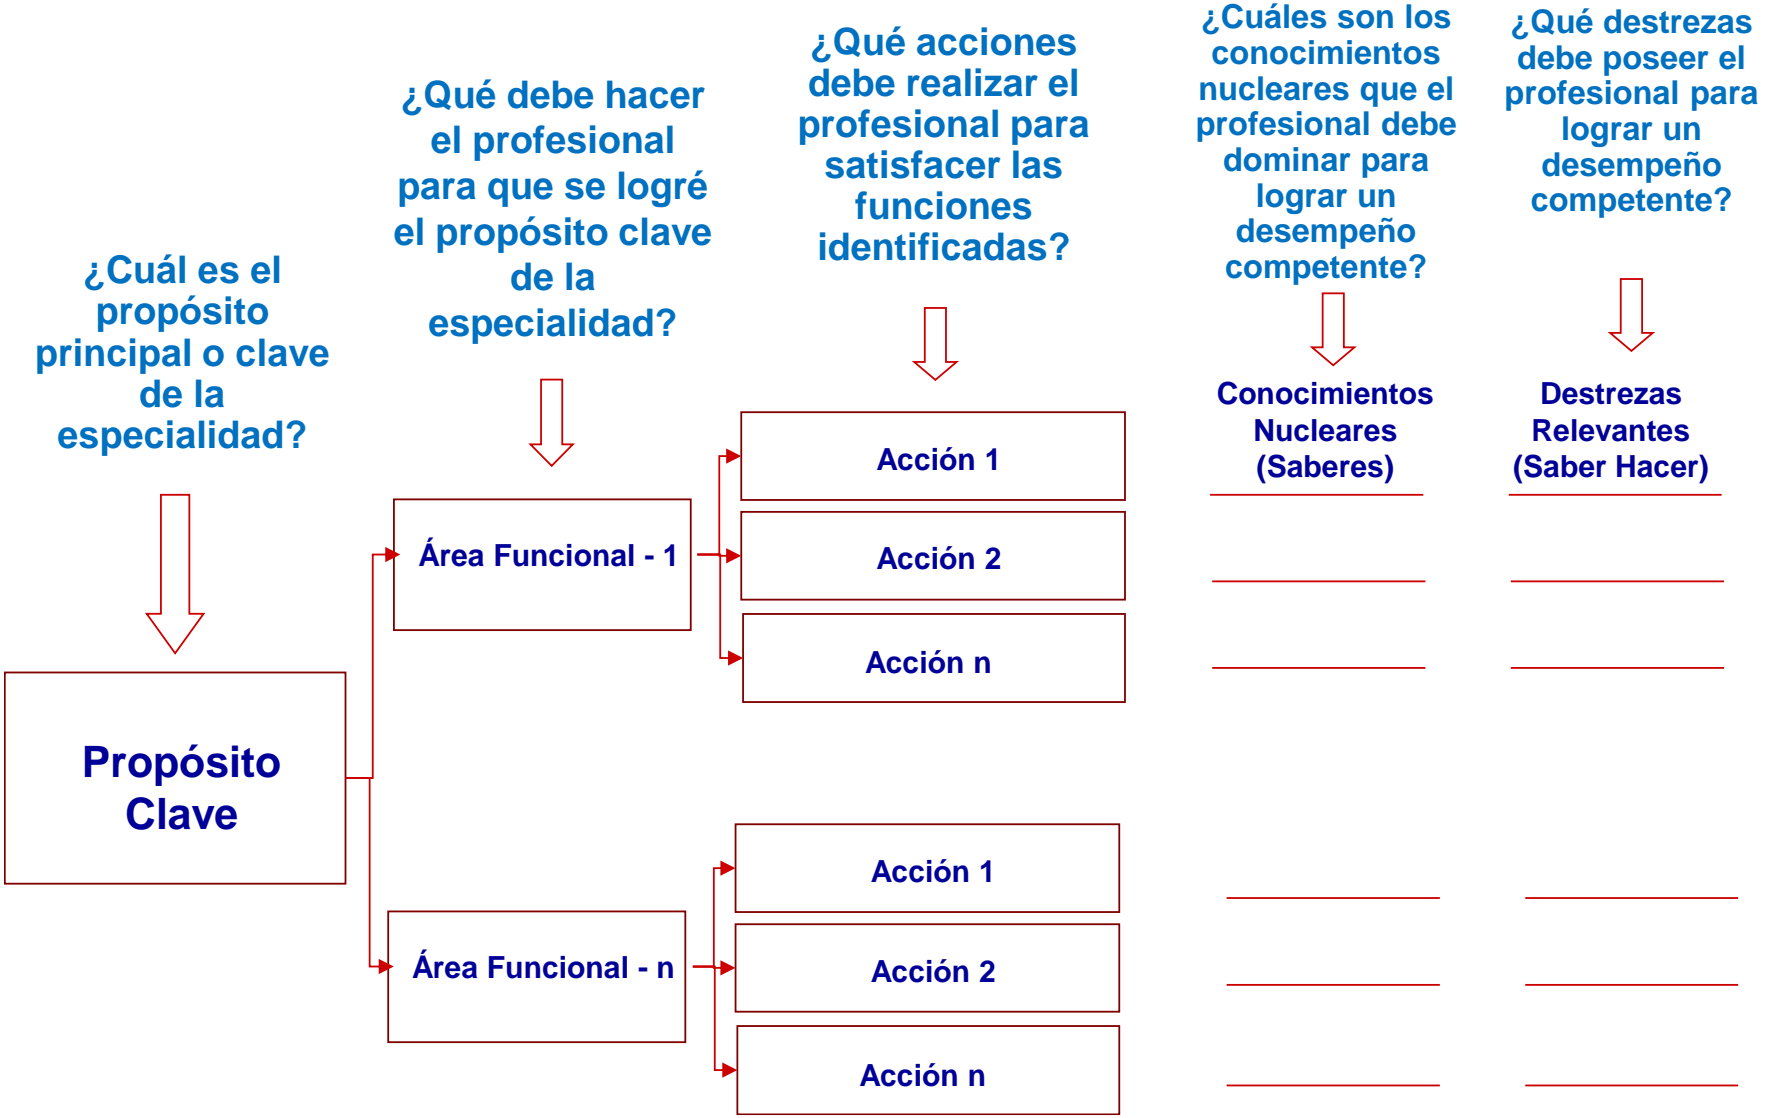 ¿Cuál es el
propósito
principal o clave
de la
especialidad?
¿Qué debe hacer
el profesional
para que se logré
el propósito clave
de la
especialidad?
¿Qué acciones
debe realizar el
profesional para
satisfacer las
funciones
identificadas?
¿Cuáles son los
conocimientos
nucleares que el
profesional debe
dominar para
lograr un
desempeño
competente?
¿Qué destrezas
debe poseer el
profesional para
lograr un
desempeño
competente?
Conocimientos
Nucleares
(Saberes)
Destrezas
Relevantes
(Saber Hacer)
Propósito
Clave
Área Funcional - 1
Acción 1
Acción 2
Acción n
Área Funcional - n
Acción 1
Acción 2
Acción n